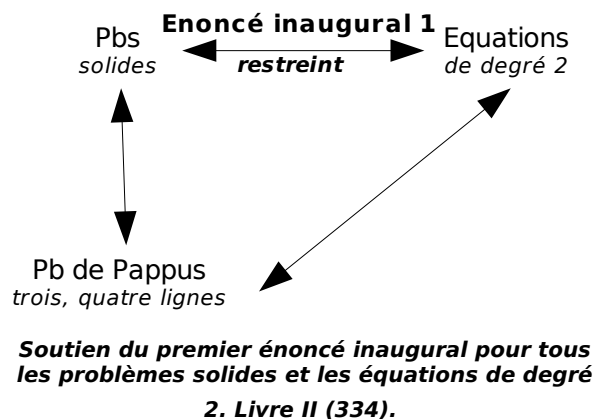 Enoncé inaugural 1
Pbs
Equations
solides
restreint
de degré 2
Pb de Pappus
trois, quatre lignes
Soutien du premier énoncé inaugural pour tous
les problèmes solides et les équations de degré
2. Livre II (334).